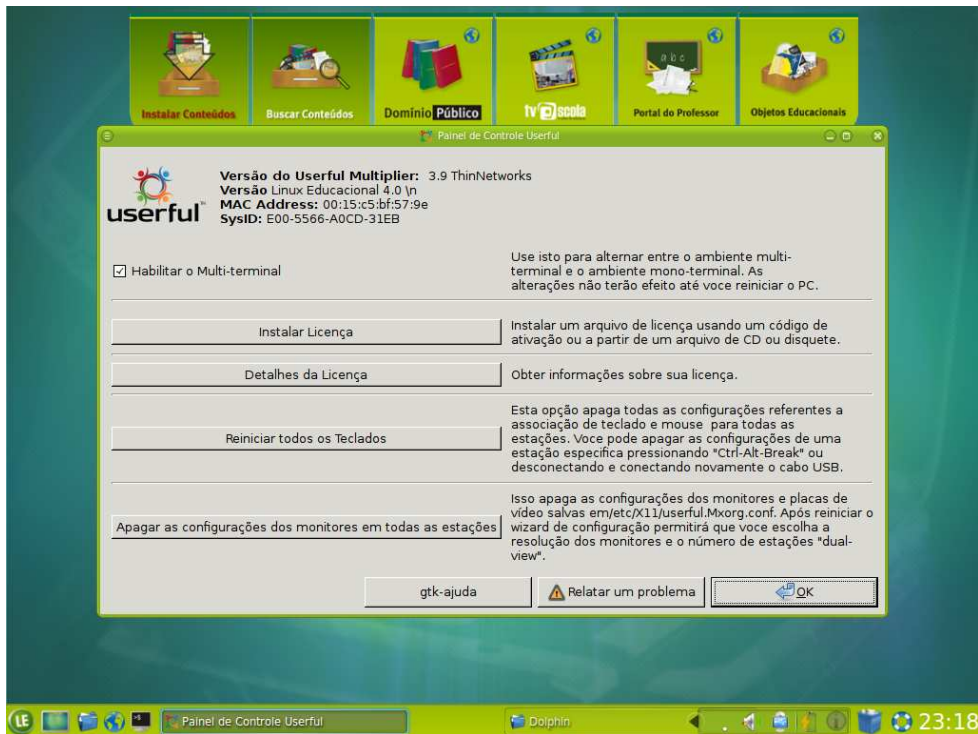 Instalar Conteúdos
Buscar Conteúdos
Domínio Público
tv escola
a b c
Portal do Professor
Objetos Educacionais
Painel de Controle Userful
userful™
Versão do Userful Multiplier: 3.9 ThinNetworks
Versão Linux Educacional 4.0 \n
MAC Address: 00:15:c5:bf:57:9e
SysID: E00-5566-A0CD-31EB
Habilitar o Multi-terminal
Use isto para alternar entre o ambiente multi-
terminal e o ambiente mono-terminal. As
alterações não terão efeito até voce reiniciar o PC.
Instalar Licença
Instalar um arquivo de licença usando um código de
ativação ou a partir de um arquivo de CD ou disquete.
Detalhes da Licença
Obter informações sobre sua licença.
Reiniciar todos os Teclados
Esta opção apaga todas as configurações referentes a
associação de teclado e mouse para todas as
estações. Voce pode apagar as configurações de uma
estação especifica pressionando "Ctrl-Alt-Break" ou
desconectando e conectando novamente o cabo USB.
Apagar as configurações dos monitores em todas as estações
Isso apaga as configurações dos monitores e placas de
vídeo salvas em/etc/X11/userful.Mxorg.conf. Após reiniciar o
wizard de configuração permitirá que voce escolha a
resolução dos monitores e o número de estações "dual-
view".
gtk-ajuda
Relatar um problema
OK
LE
Painel de Controle Userful
Dolphin
23:18